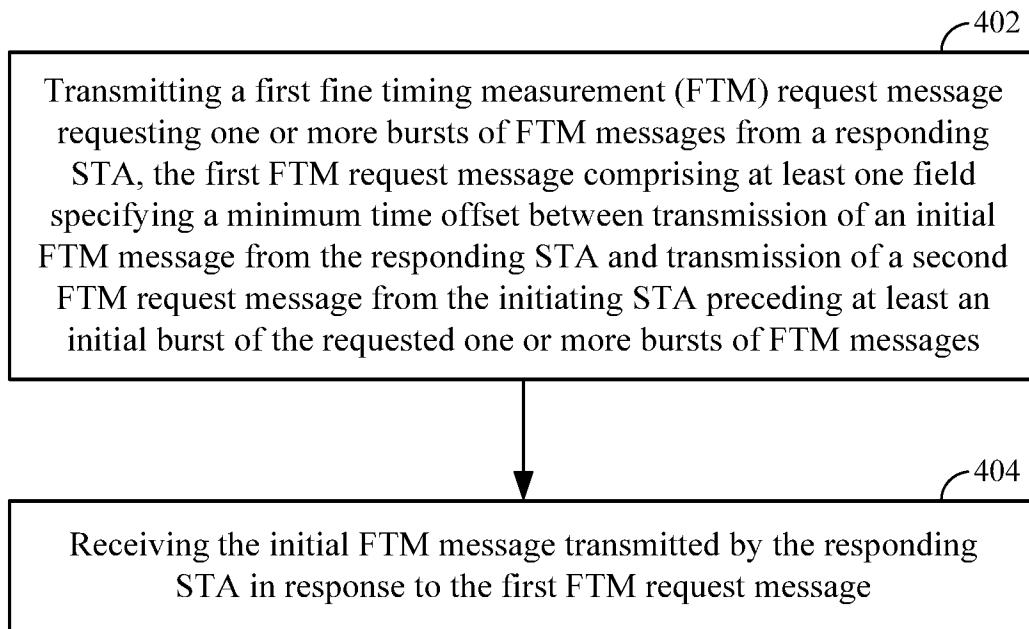 402
Transmitting a first fine timing measurement (FTM) request message
requesting one or more bursts of FTM messages from a responding
STA, the first FTM request message comprising at least one field
specifying a minimum time offset between transmission of an initial
FTM message from the responding STA and transmission of a second
FTM request message from the initiating STA preceding at least an
initial burst of the requested one or more bursts of FTM messages
404
Receiving the initial FTM message transmitted by the responding
STA in response to the first FTM request message